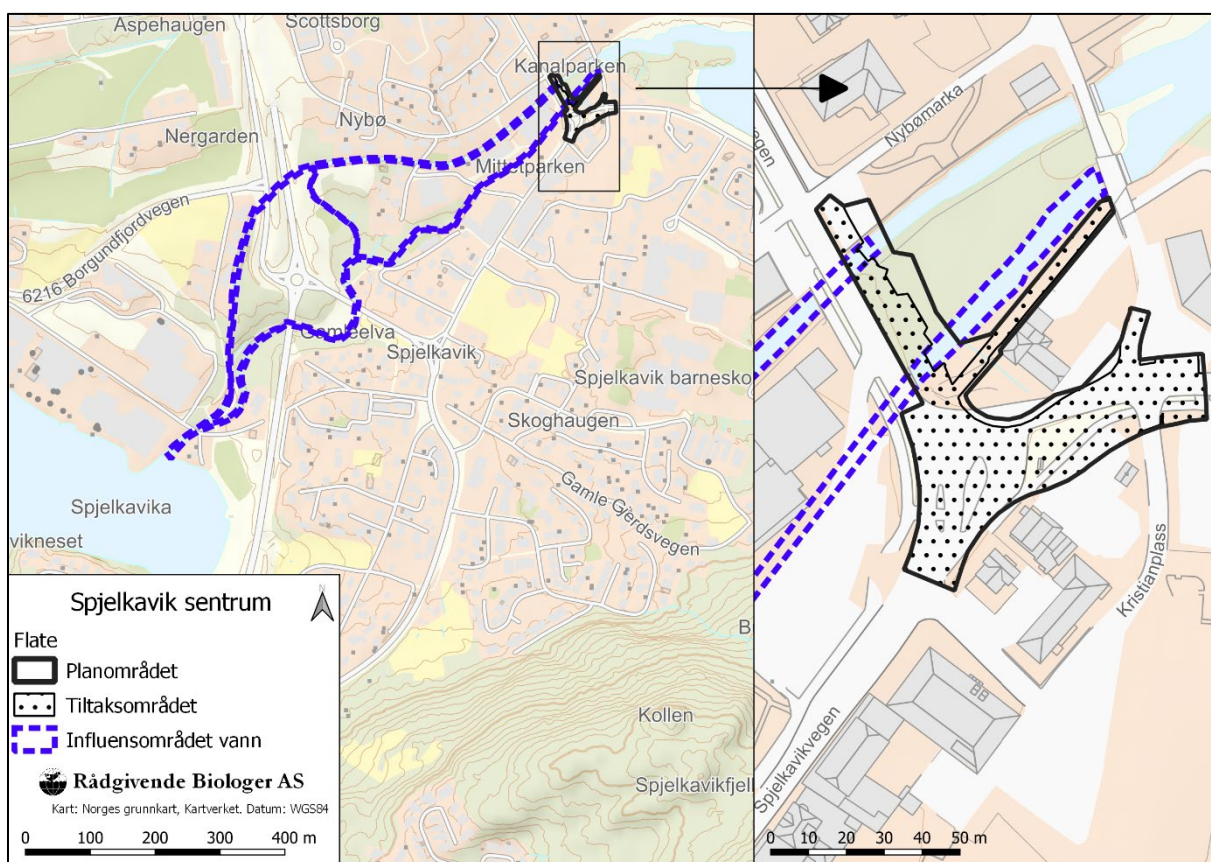 Aspehaugen
Scottsborg
Kanalparken
Nergarden
Nybø
Mittetparken
6216 Borgundfjordvegen
Gamleelva
Spjelkavik
Spjelkavik barnesko
Skoghaugen
Gamle Gjerdsvegen
Spjelkavika
vikneset
B
Kollen
Spjelkavikfjell
Spjelkavik sentrum
N
Flate
Planområdet
Tiltaksområdet
Influensområdet vann
Rådgivende Biologer AS
Kart: Norges grunnkart, Kartverket. Datum: WGS84
0 100 200 300 400 m
Nybømarka
vegen
Kristianplass
Spjelkavikvegen
0 10 20 30 40 50 m